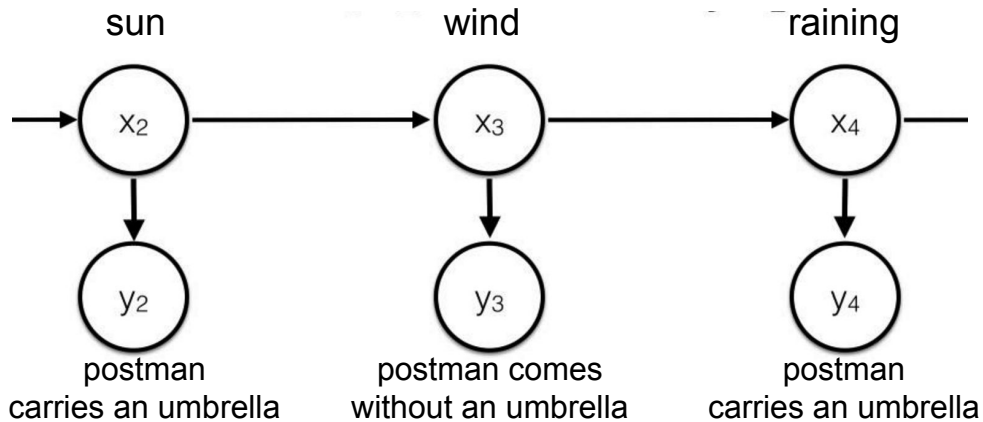 sun wind raining
x2 x3 x4
y2 y3 y4
postman postman comes postman
carries an umbrella without an umbrella carries an umbrella